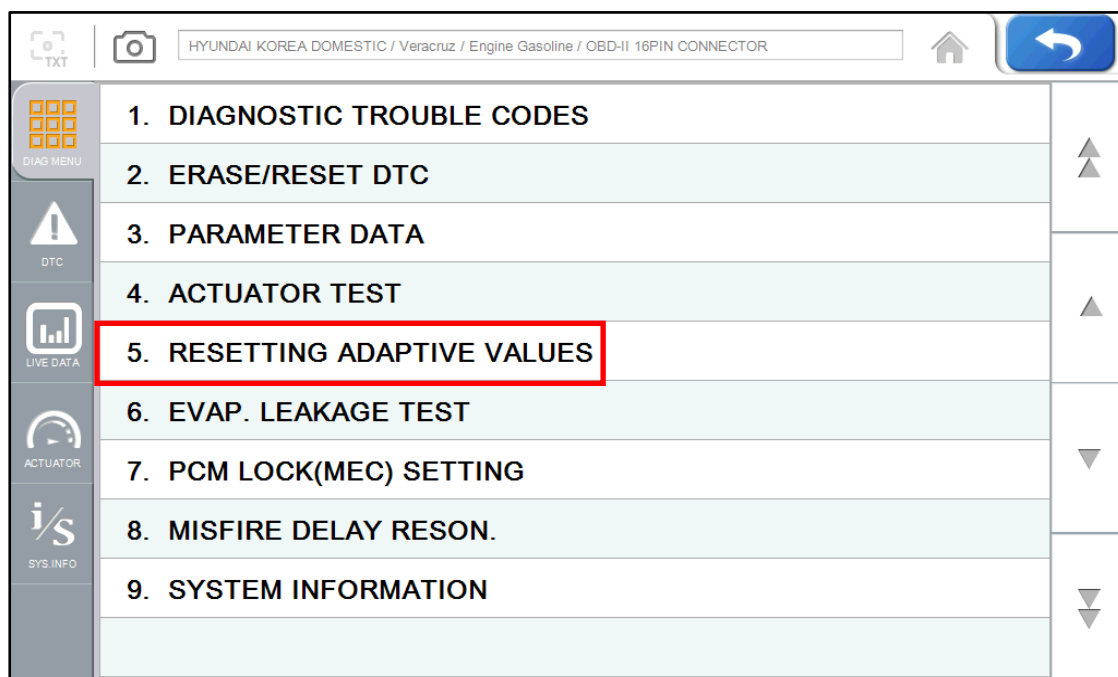 TXT
HYUNDAI KOREA DOMESTIC / Veracruz / Engine Gasoline / OBD-II 16PIN CONNECTOR
DIAG MENU
DTC
LIVE DATA
ACTUATOR
i/s
SYS.INFO
1. DIAGNOSTIC TROUBLE CODES
2. ERASE/RESET DTC
3. PARAMETER DATA
4. ACTUATOR TEST
5. RESETTING ADAPTIVE VALUES
6. EVAP. LEAKAGE TEST
7. PCM LOCK(MEC) SETTING
8. MISFIRE DELAY RESON.
9. SYSTEM INFORMATION